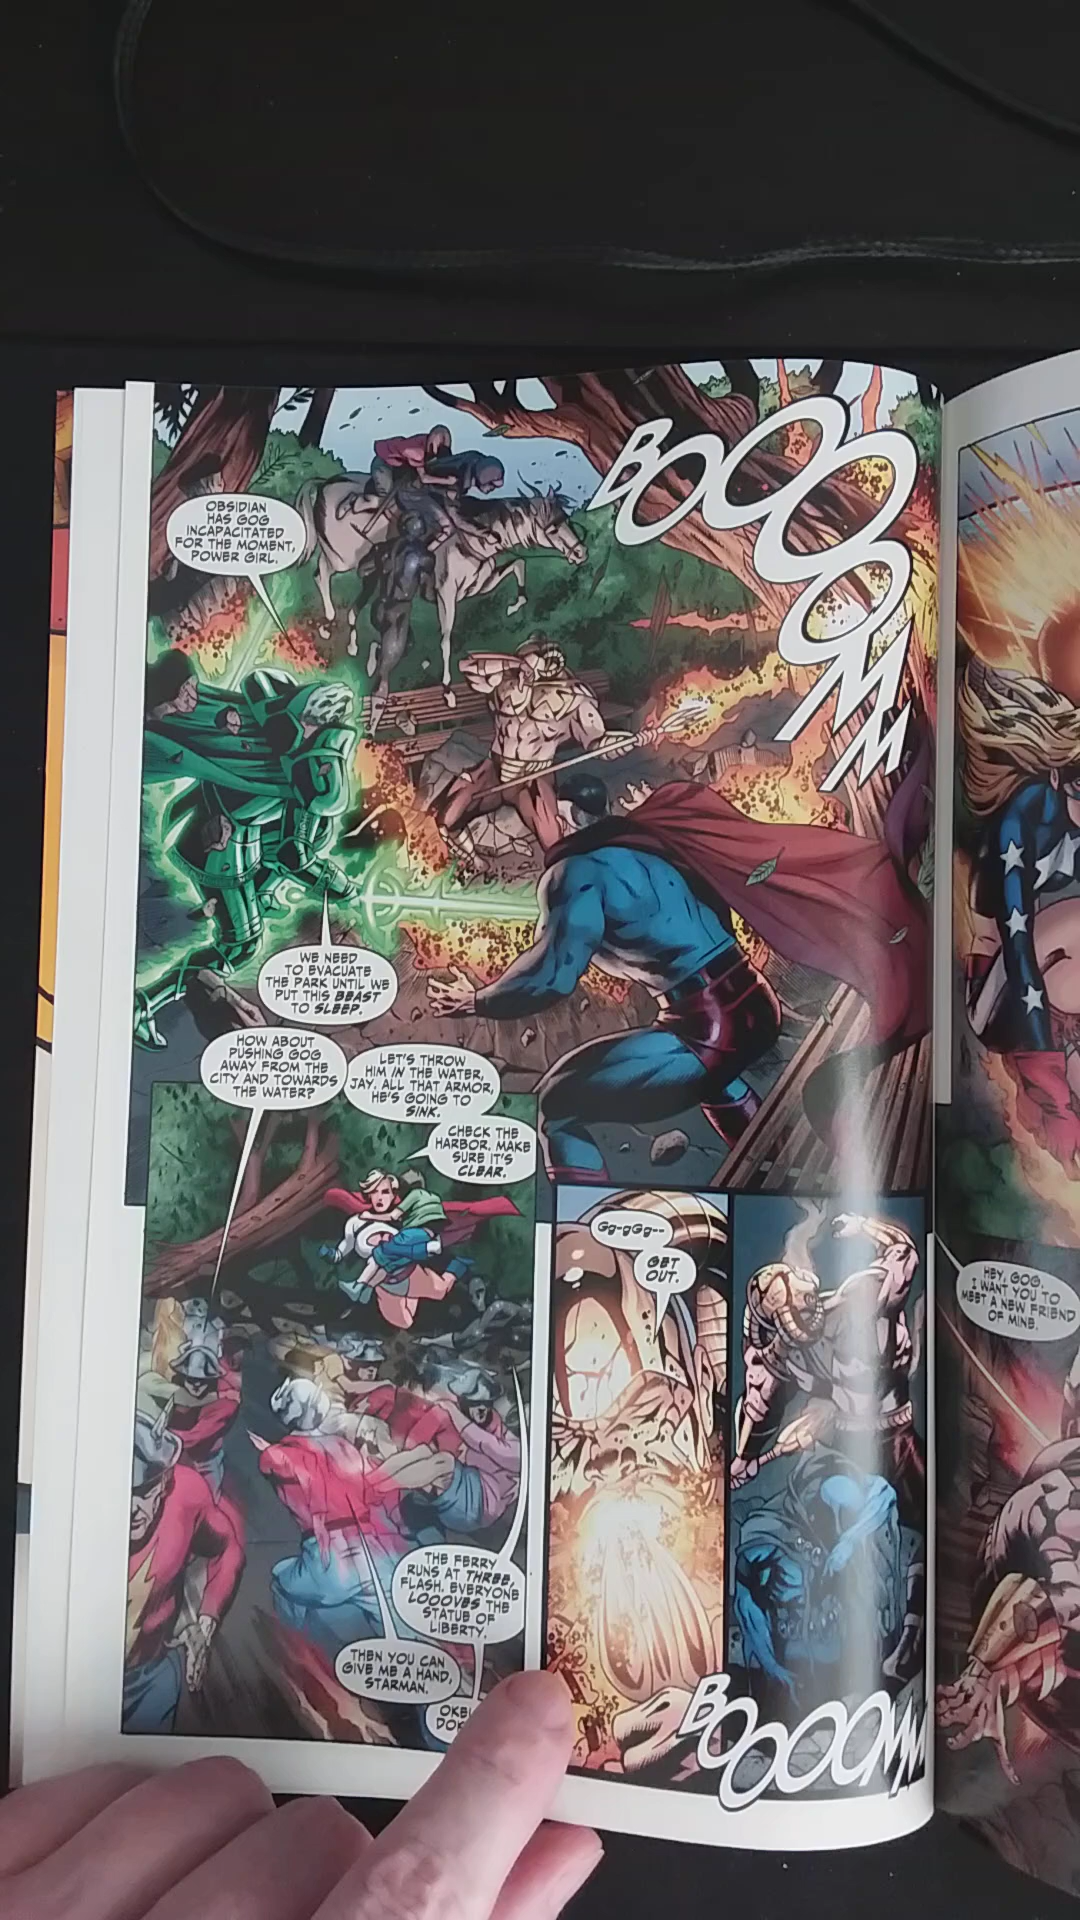 OBSIDIAN
HAS GOG
INCAPACITATED
FOR THE MOMENT,
POWER GIRL.
BOOOOMMM
WE NEED
TO EVACUATE
THE PARK UNTIL WE
PUT THIS BEAST
TO SLEEP.
HOW ABOUT
PUSHING GOG
AWAY FROM THE
CITY AND TOWARDS
THE WATER?
LET'S THROW
HIM IN THE WATER,
JAY. ALL THAT ARMOR,
HE'S GOING TO
SINK.
CHECK THE
HARBOR. MAKE
SURE IT'S
CLEAR.
THE FERRY
RUNS AT THREE,
FLASH. EVERYONE
LOOOVES THE
STATUE OF
LIBERTY.
THEN YOU CAN
GIVE ME A HAND,
STARMAN.
Gg-gGg--
GET
OUT.
BOOOOMM
HEY, GOG.
I WANT YOU TO
MEET A NEW FRIEND
OF MINE.